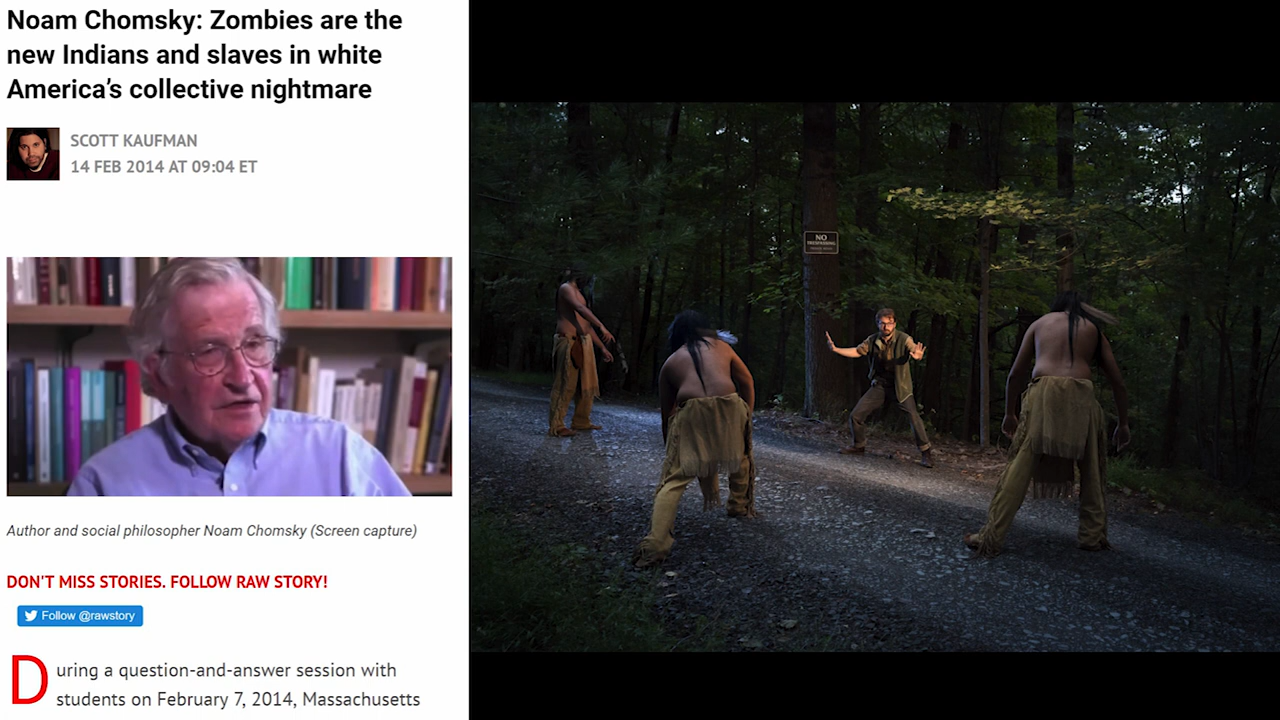 Noam Chomsky: Zombies are the
new Indians and slaves in white
America's collective nightmare
SCOTT KAUFMAN
14 FEB 2014 AT 09:04 ET
Author and social philosopher Noam Chomsky (Screen capture)
DON'T MISS STORIES. FOLLOW RAW STORY!
Follow @rawstory
During a question-and-answer session with
students on February 7, 2014, Massachusetts
NO
TRESPASSING